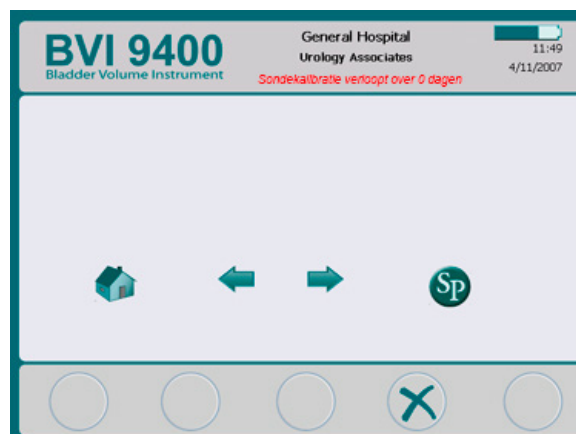 BVI 9400
Bladder Volume Instrument
General Hospital
Urology Associates
Sondekalibratie verloopt over 0 dagen
11:49
4/11/2007
SP